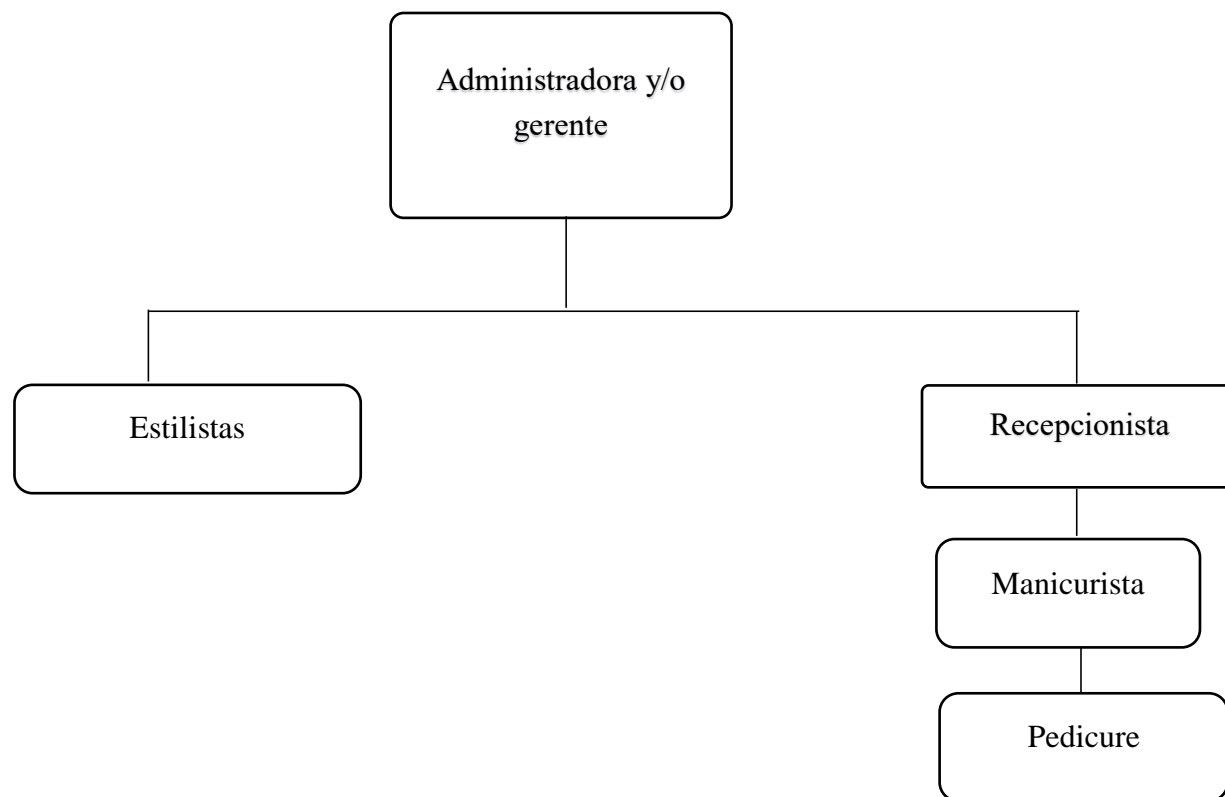 Administradora y/o
gerente
Estilistas
Recepcionista
Manicurista
Pedicure